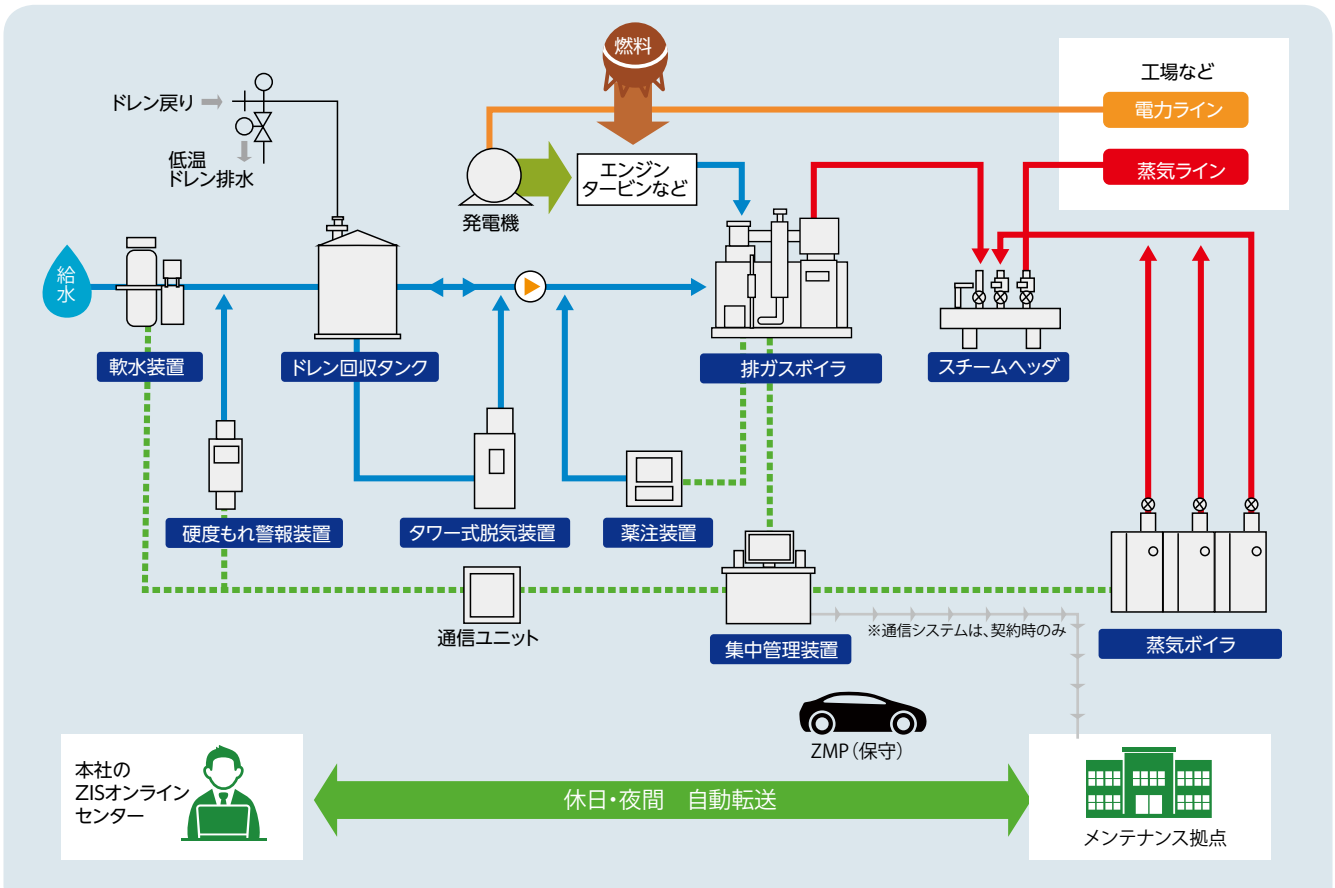 燃料
工場など
電力ライン
蒸気ライン
ドレン戻り
低温
ドレン排水
発電機
エンジン
タービンなど
給
水
軟水装置
ドレン回収タンク
排ガスボイラ
スチームヘッダ
硬度もれ警報装置
タワー式脱気装置
薬注装置
通信ユニット
集中管理装置
※通信システムは、契約時のみ
蒸気ボイラ
ZMP（保守）
本社の
ZISオンライン
センター
休日・夜間　自動転送
メンテナンス拠点